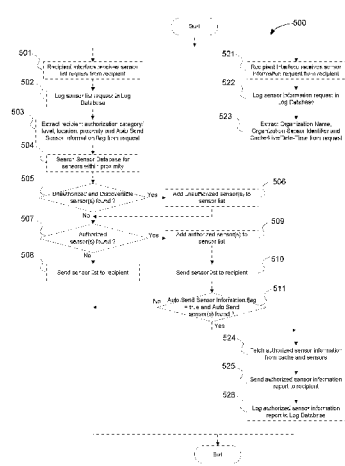 Start
500
501
Recipient Interface receives sensor
list request from recipient
502
Log sensor list request in Log
Database
503
Extract recipient authorization category/
level, location, proximity and Auto Send
Sensor Information flag from request
504
Search Sensor Database for
sensors within proximity
505
Unauthorized and Discoverable
sensor(s) found ?
Yes
506
Add Unauthorized sensor(s) to
sensor list
No
507
Authorized
sensor(s) found ?
Yes
509
Add authorized sensor(s) to
sensor list
No
508
Send sensor list to recipient
510
Send sensor list to recipient
511
Auto Send Sensor Information flag
= true and Auto Send
sensor(s) found ?
No
Yes
521
Recipient Interface receives sensor
information request from recipient
522
Log sensor information request in
Log Database
523
Extract Organization Name,
Organization Sensor Identifier and
from request
524
Fetch authorized sensor information
from cache and sensors
525
Send authorized sensor information
report to recipient
526
Log authorized sensor information
report in Log Database
End